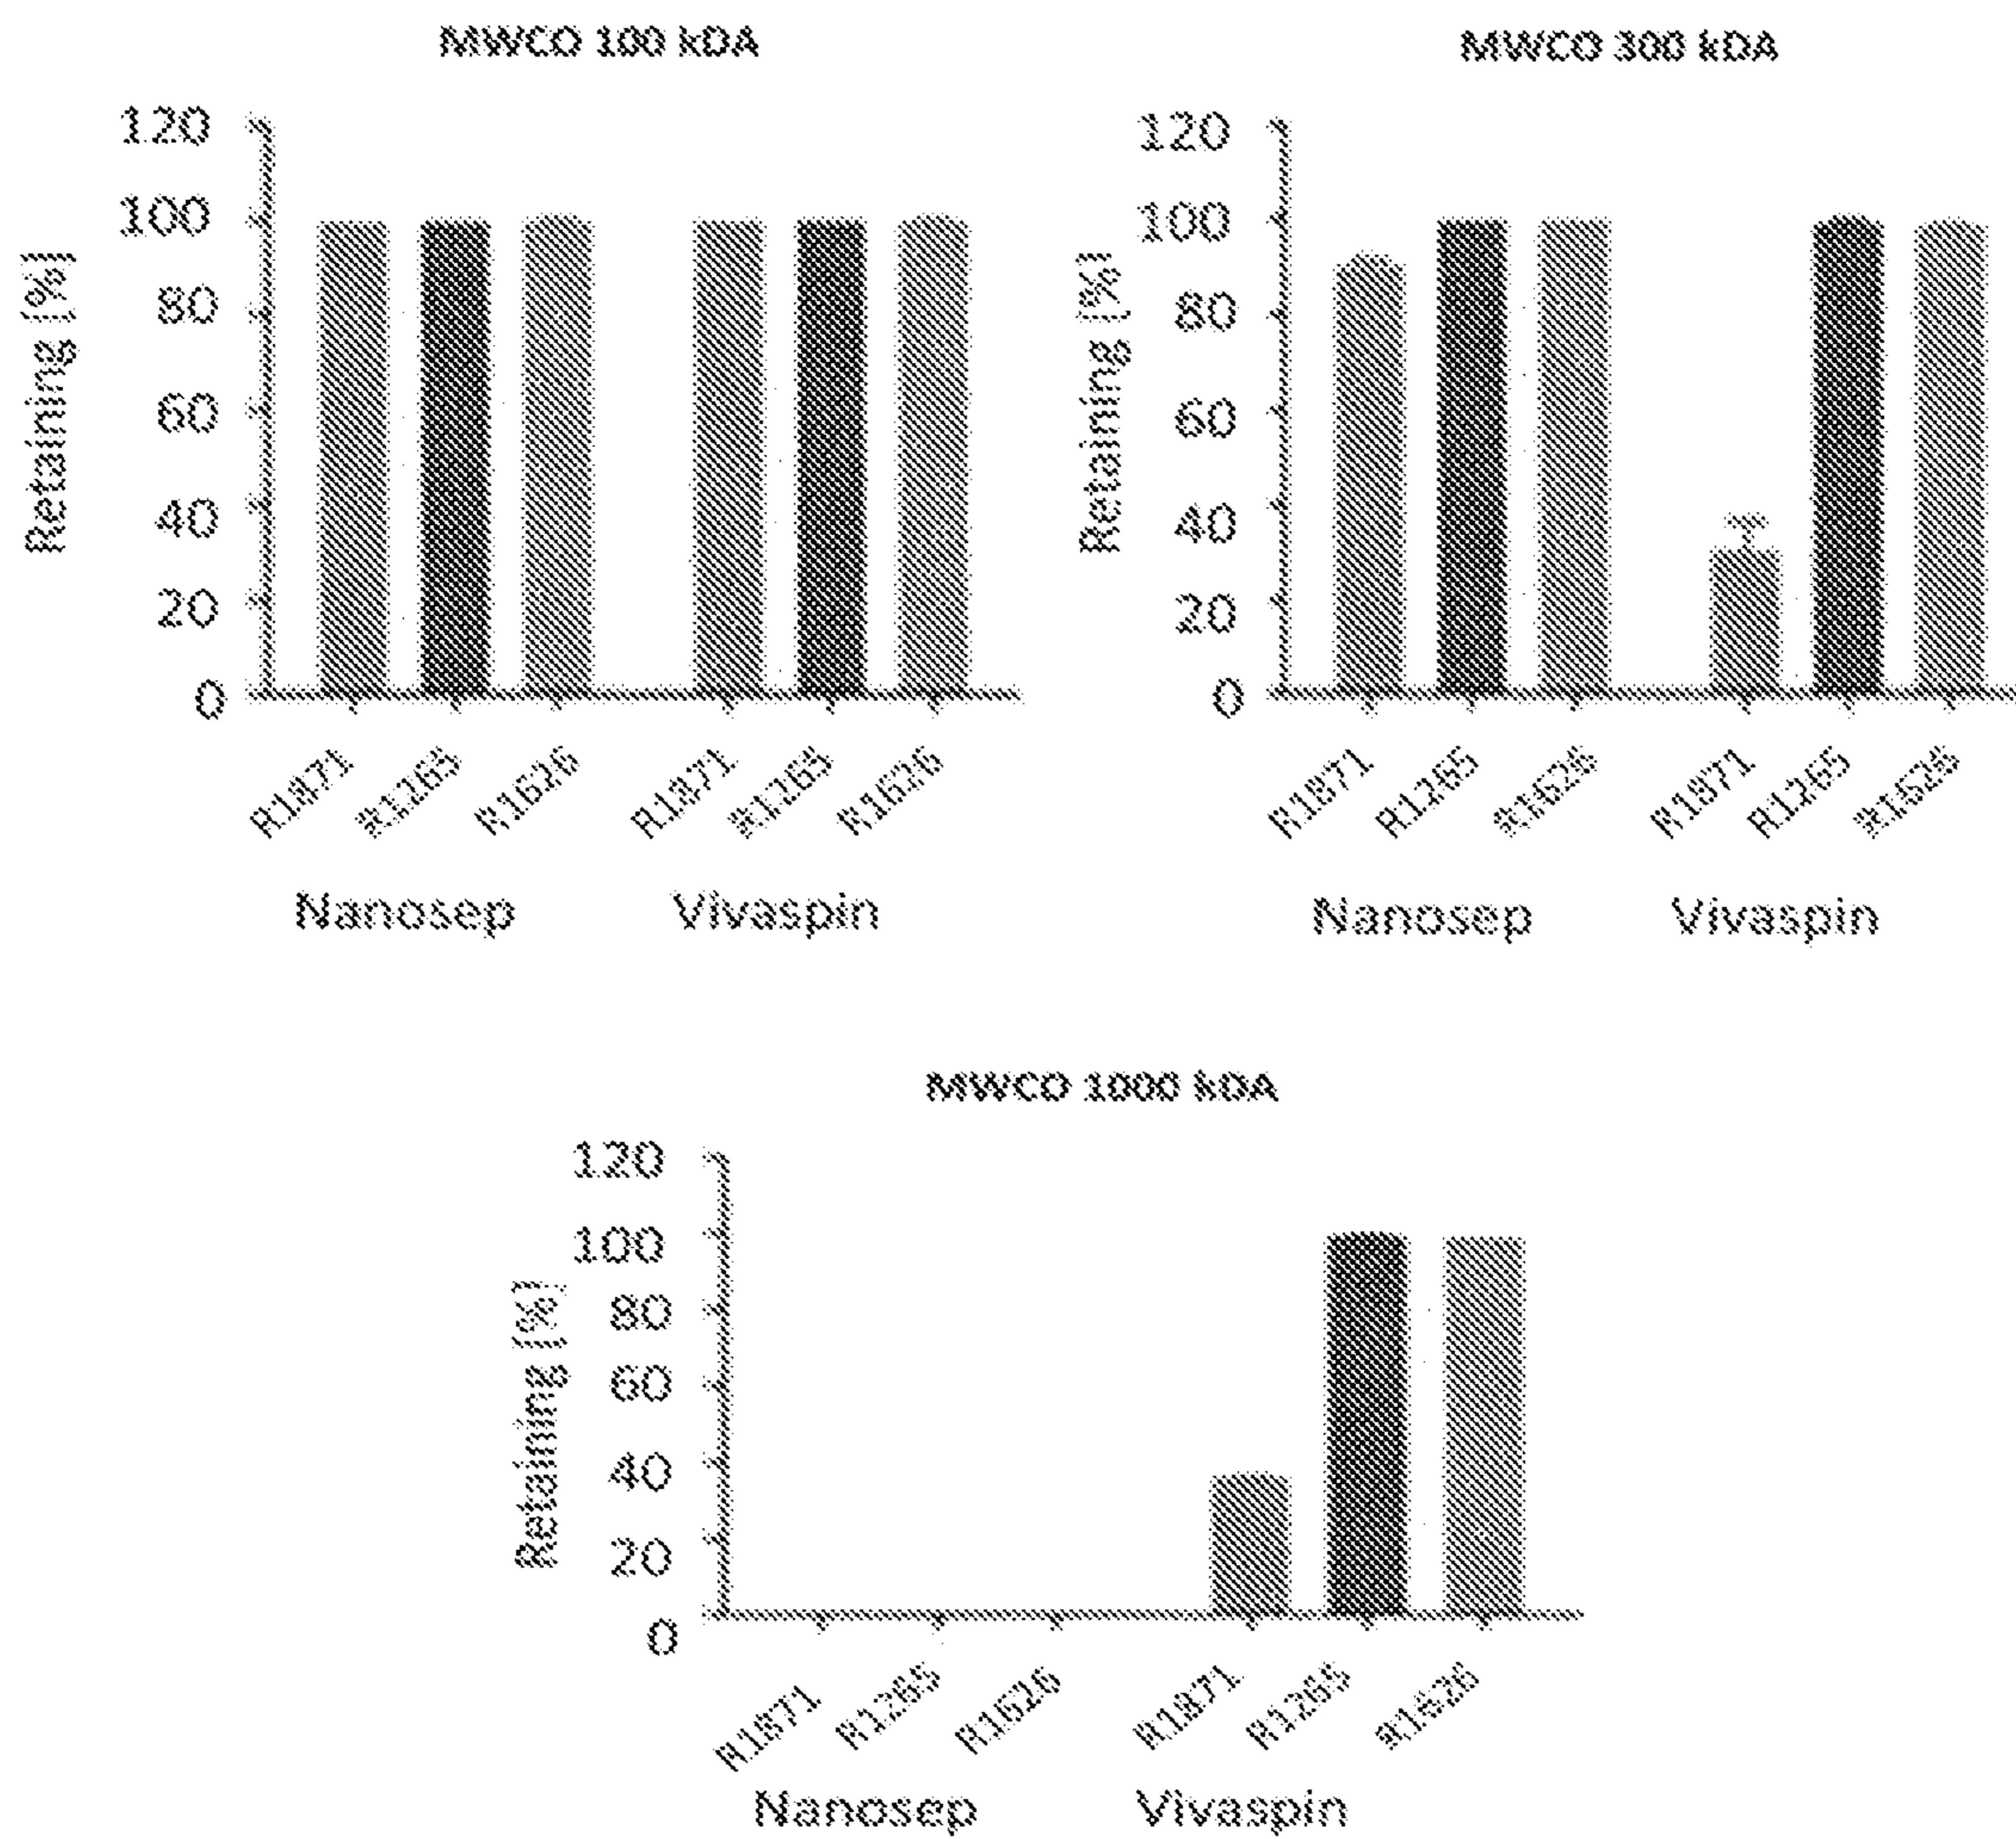 MWCO 100 kDA
Retaining [%]
120
100
80
60
40
20
0
R1871 R1265 R1626 R1871 R1265 R1626
Nanosep Vivaspin
MWCO 300 kDA
Retaining [%]
120
100
80
60
40
20
0
R1871 R1265 R1626 R1871 R1265 R1626
Nanosep Vivaspin
MWCO 1000 kDA
Retaining [%]
120
100
80
60
40
20
0
R1871 R1265 R1626 R1871 R1265 R1626
Nanosep Vivaspin